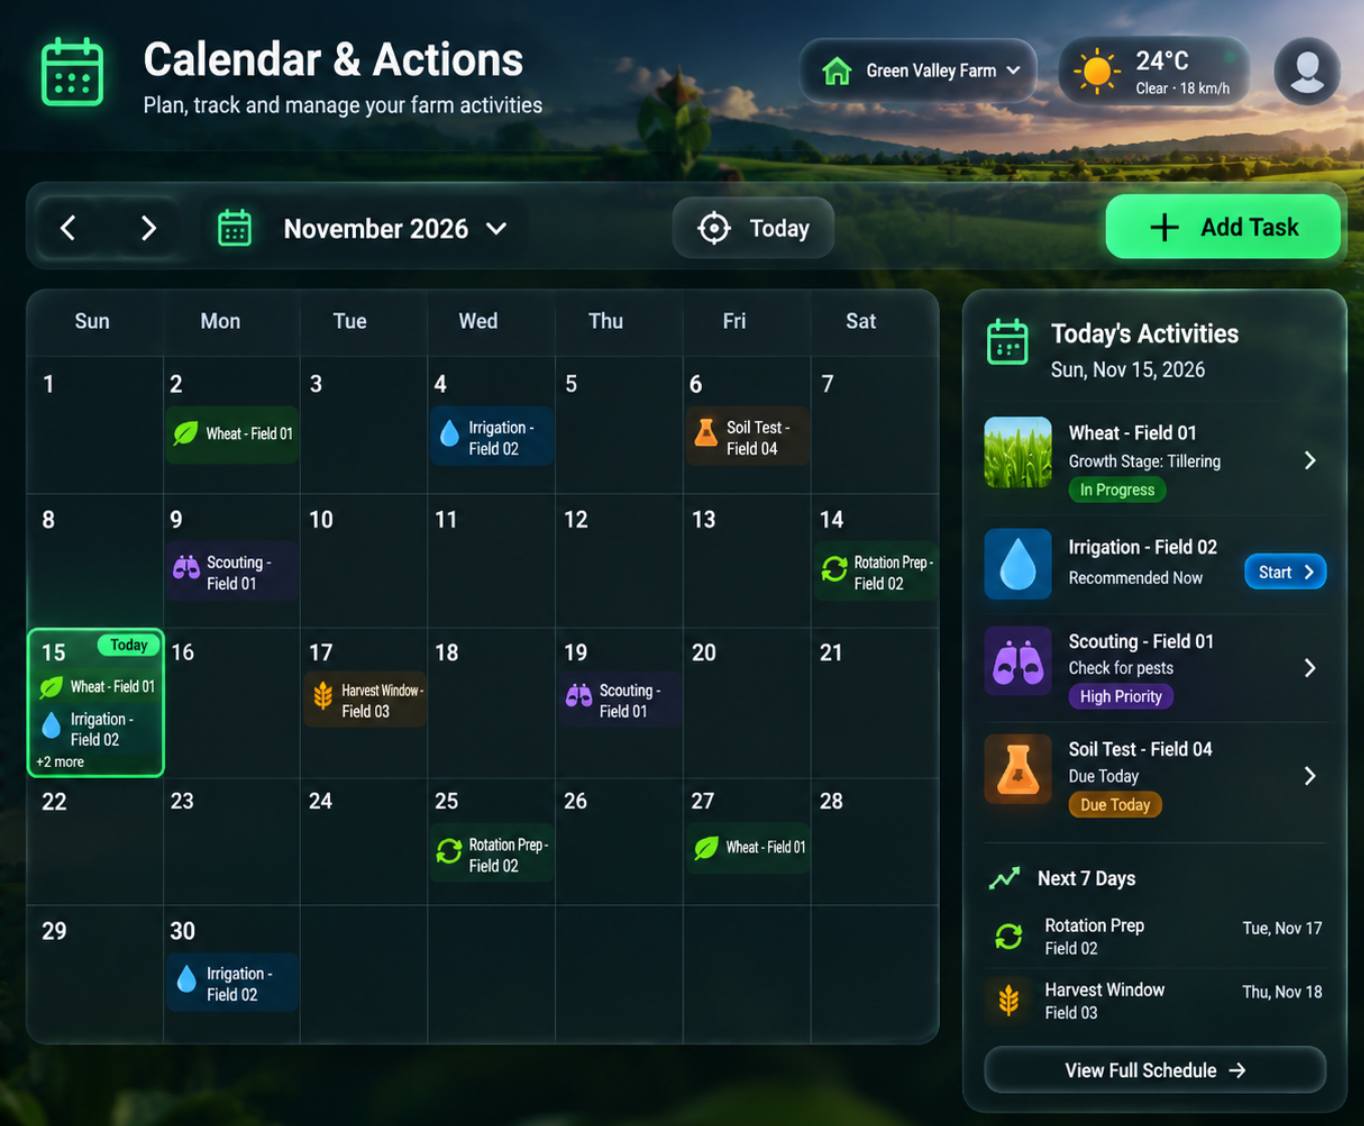 Calendar & Actions
Plan, track and manage your farm activities
Green Valley Farm
24°C
Clear · 18 km/h
November 2026
Today
+ Add Task
Sun Mon Tue Wed Thu Fri Sat
1 2 3 4 5 6 7
Wheat - Field 01
Irrigation -
Field 02
Soil Test -
Field 04
8 9 10 11 12 13 14
Scouting -
Field 01
Rotation Prep -
Field 02
15 Today 16 17 18 19 20 21
Wheat - Field 01
Irrigation -
Field 02
+2 more
Harvest Window -
Field 03
Scouting -
Field 01
22 23 24 25 26 27 28
Rotation Prep -
Field 02
Wheat - Field 01
29 30
Irrigation -
Field 02
Today's Activities
Sun, Nov 15, 2026
Wheat - Field 01
Growth Stage: Tillering
In Progress
Irrigation - Field 02
Recommended Now
Start
Scouting - Field 01
Check for pests
High Priority
Soil Test - Field 04
Due Today
Due Today
Next 7 Days
Rotation Prep
Field 02
Tue, Nov 17
Harvest Window
Field 03
Thu, Nov 18
View Full Schedule →